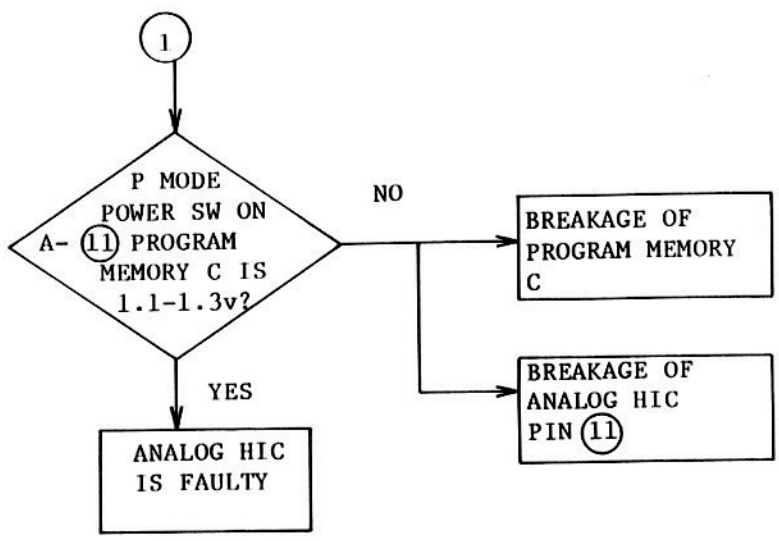 1
P MODE
POWER SW ON
A- 11 PROGRAM
MEMORY C IS
1.1-1.3v?
NO
BREAKAGE OF
PROGRAM MEMORY
C
BREAKAGE OF
ANALOG HIC
PIN 11
YES
ANALOG HIC
IS FAULTY